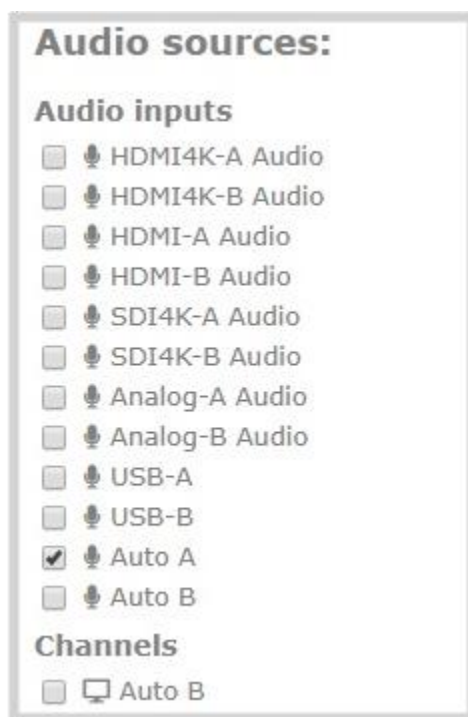 Audio sources:
Audio inputs
HDMI4K-A Audio
HDMI4K-B Audio
HDMI-A Audio
HDMI-B Audio
SDI4K-A Audio
SDI4K-B Audio
Analog-A Audio
Analog-B Audio
USB-A
USB-B
Auto A
Auto B
Channels
Auto B